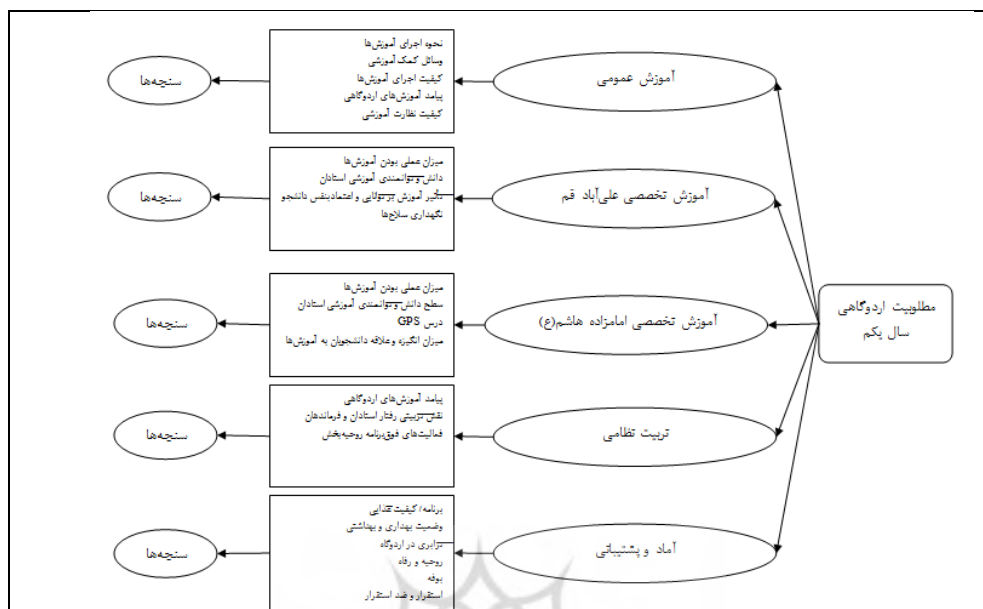 مطلوبیت اردوگاهی
سال یکم
آموزش عمومی
نحوه اجرای آموزش‌ها
وسائل کمک آموزشی
کیفیت اجرای آموزش‌ها
پیامد آموزش‌های اردوگاهی
کیفیت نظارت آموزشی
سنجه‌ها
آموزش تخصصی علی‌آباد قم
میزان عملی بودن آموزش‌ها
دانش و توانمندی آموزشی استادان
تأثیر آموزش بر توانایی و اعتمادبنفس دانشجو
نگهداری سلاح‌ها
سنجه‌ها
آموزش تخصصی امامزاده هاشم(ع)
میزان عملی بودن آموزش‌ها
سطح دانش و توانمندی آموزشی استادان
درس GPS
میزان انگیزه و علاقه دانشجویان به آموزش‌ها
سنجه‌ها
تربیت نظامی
پیامد آموزش‌های اردوگاهی
نقش تربیتی رفتار استادان و فرماندهان
فعالیت‌های فوق‌برنامه روحیه‌بخش
سنجه‌ها
آماد و پشتیبانی
برنامه/ کیفیت غذایی
وضعیت بهداری و بهداشتی
ترابری در اردوگاه
روحیه و رفاه
بوفه
استقرار و ضد استقرار
سنجه‌ها